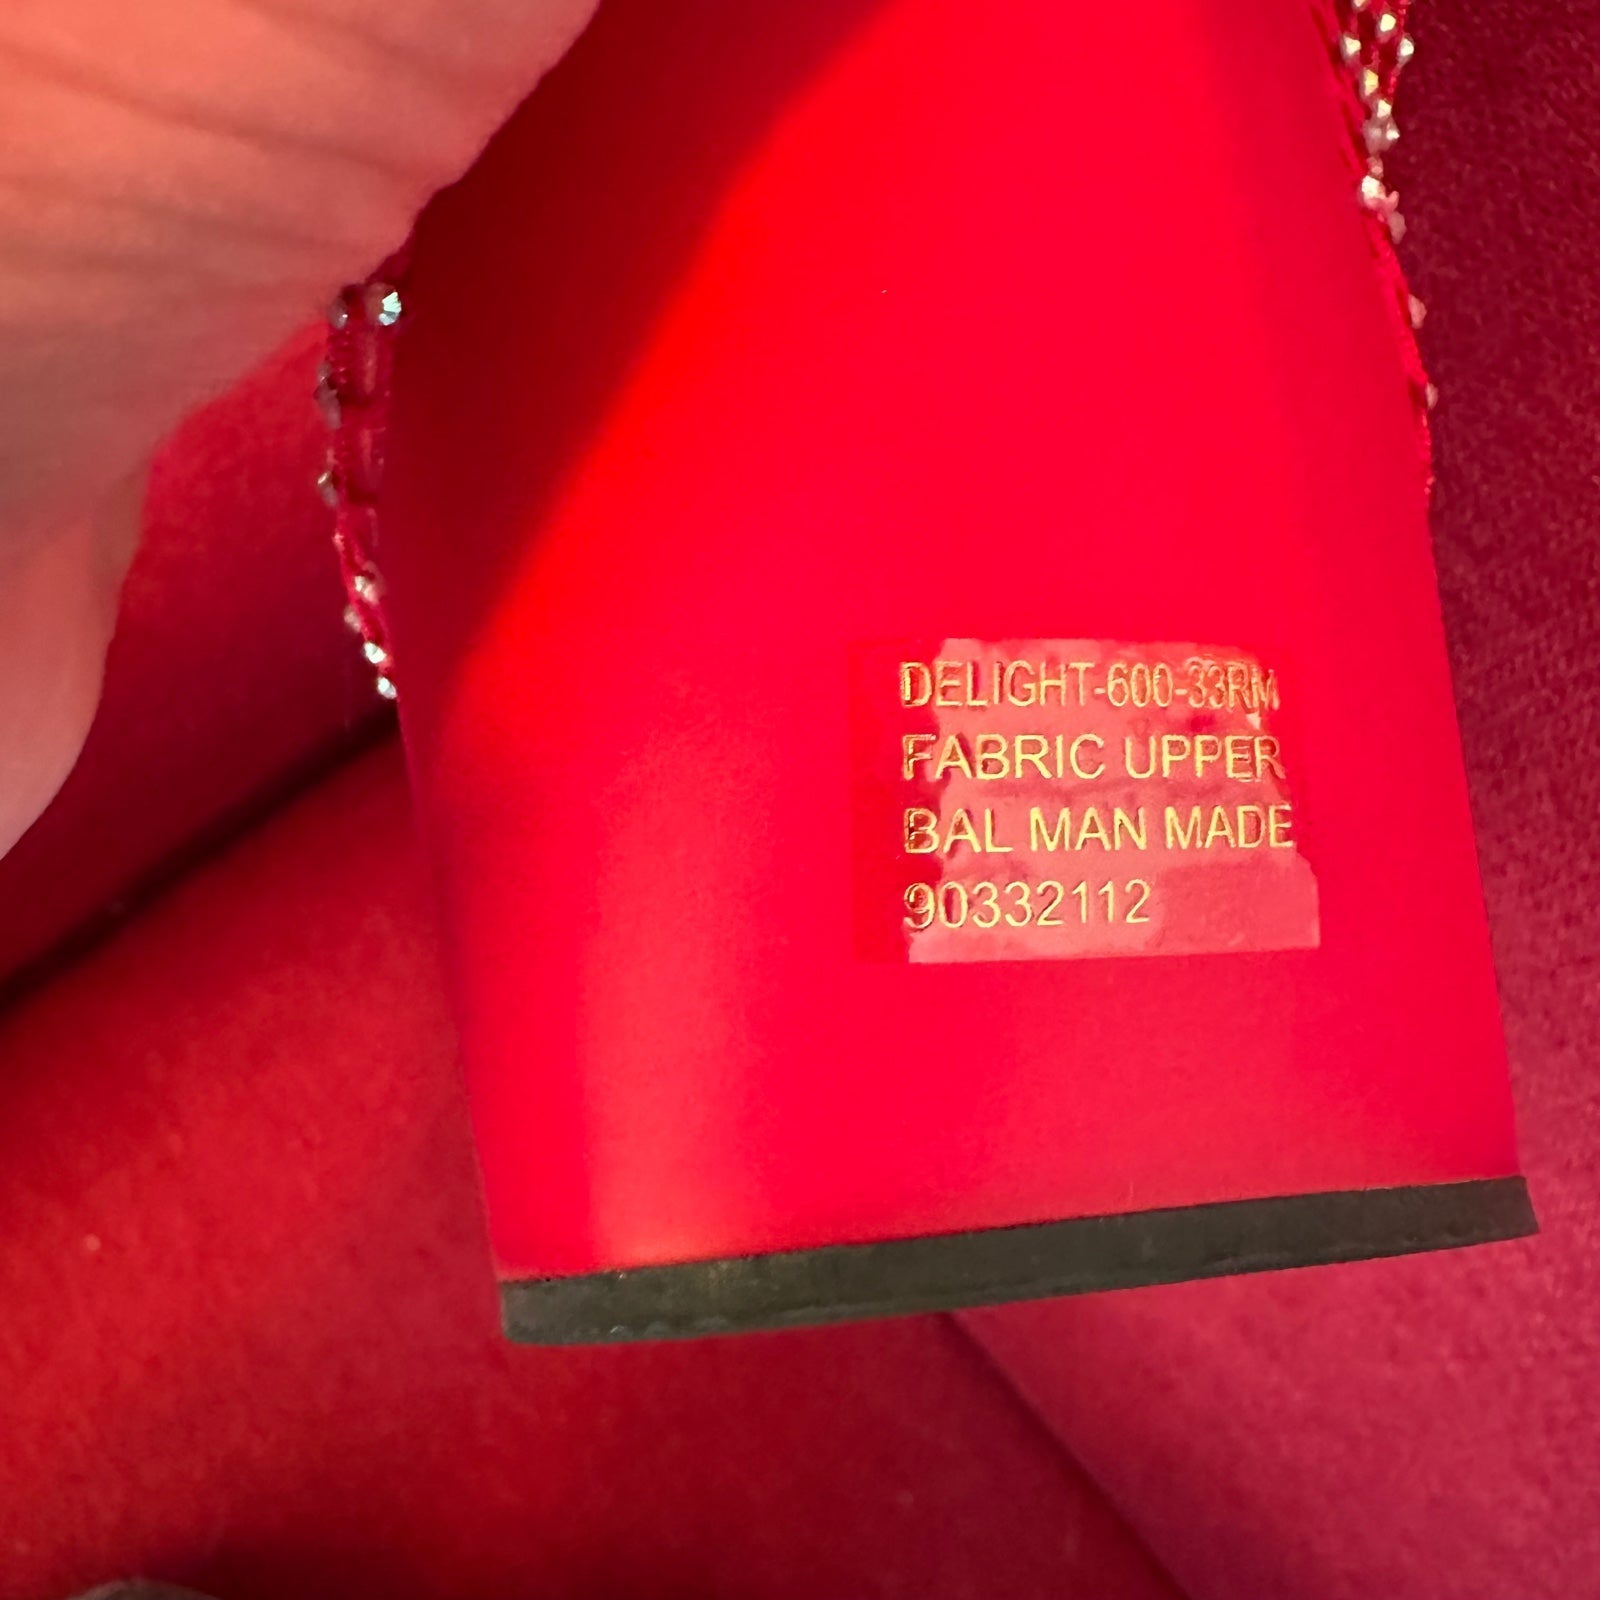 DELIGHT-600-33RM
FABRIC UPPER
BAL MAN MADE
90332112